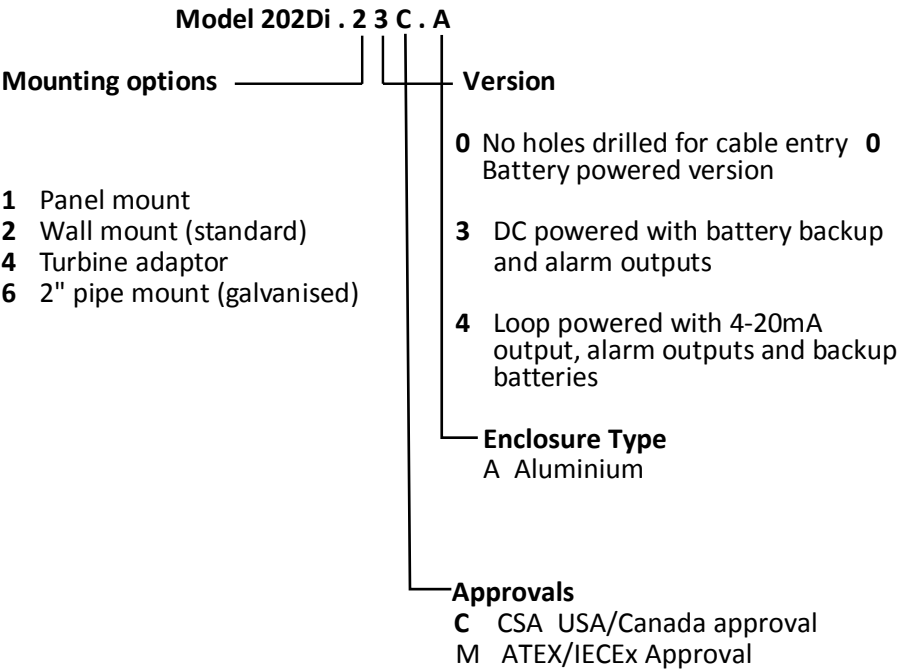 Model 202Di . 2 3 C . A
Mounting options
1 Panel mount
2 Wall mount (standard)
4 Turbine adaptor
6 2" pipe mount (galvanised)
Version
0 No holes drilled for cable entry 0
Battery powered version
3 DC powered with battery backup
and alarm outputs
4 Loop powered with 4-20mA
output, alarm outputs and backup
batteries
Enclosure Type
A Aluminium
Approvals
C CSA USA/Canada approval
M ATEX/IECEx Approval